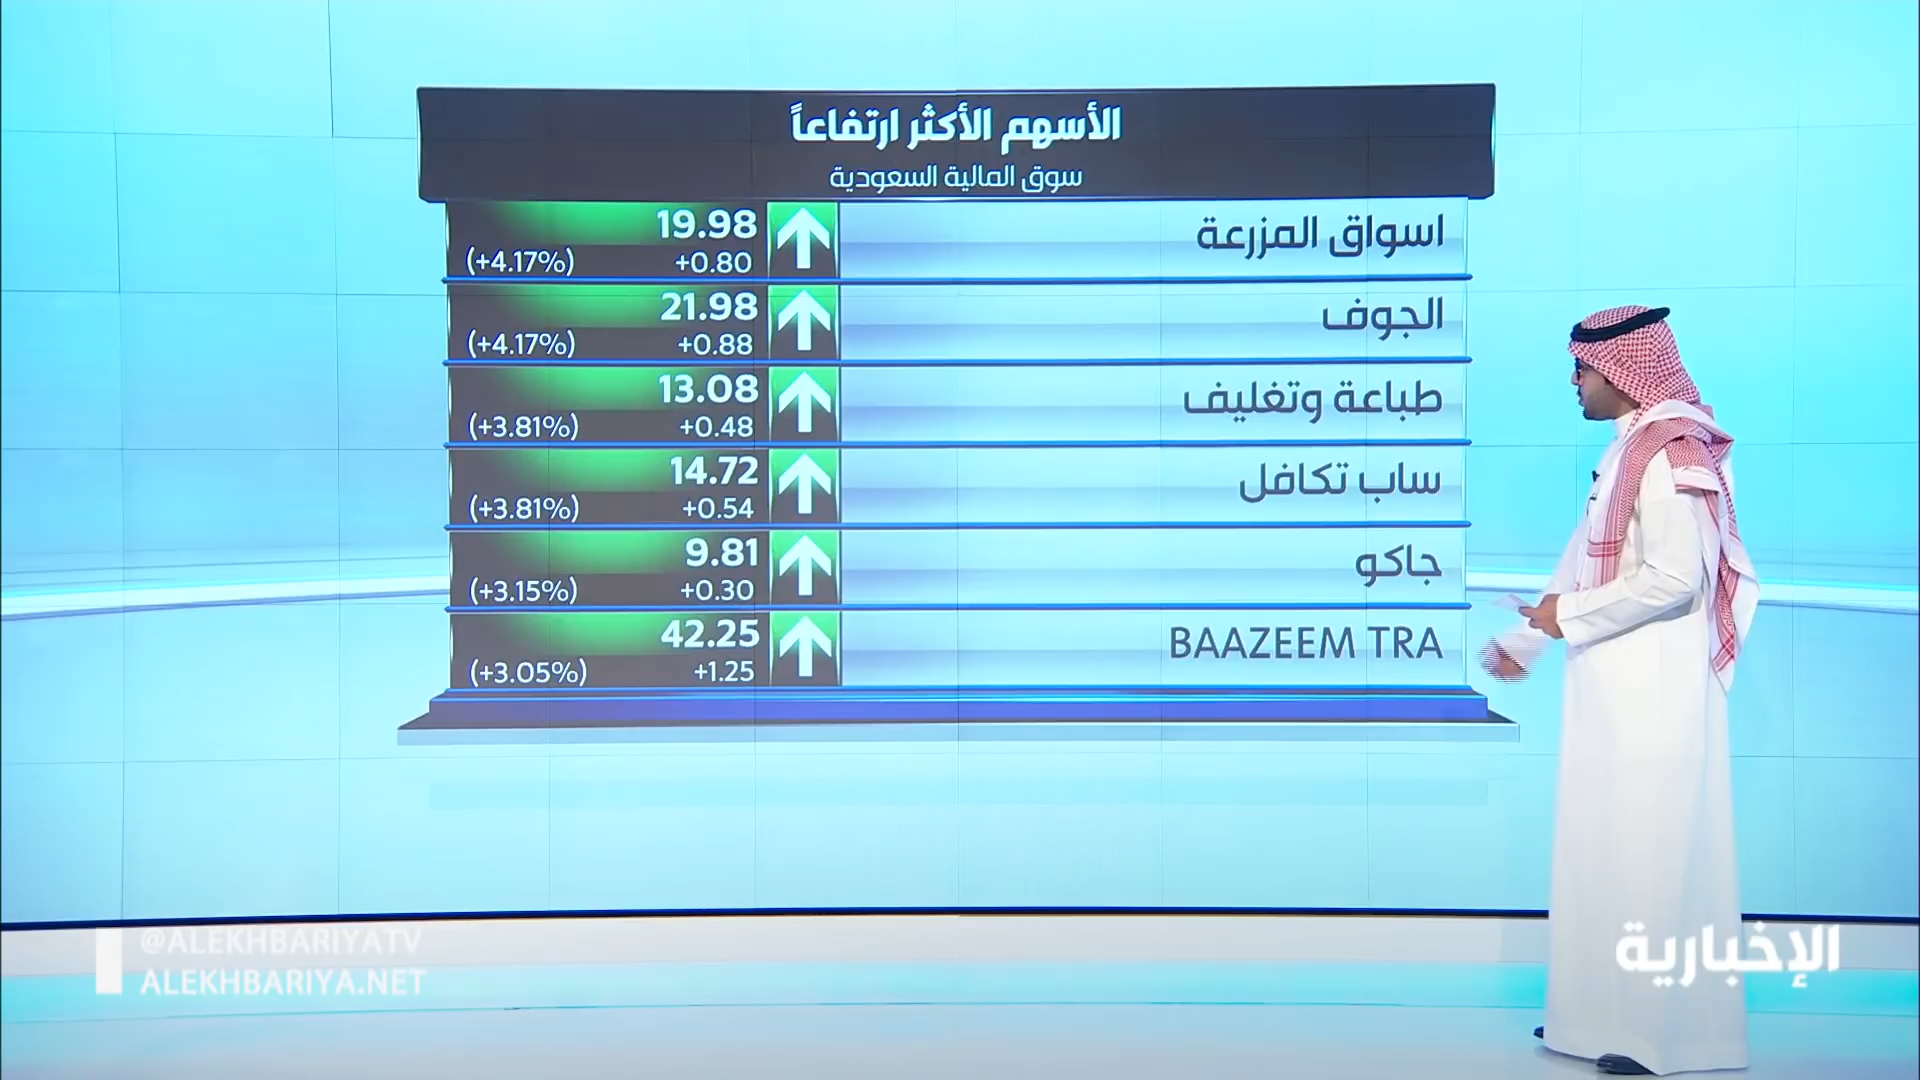 الأسهم الأكثر ارتفاعاً
سوق المالية السعودية
اسواق المزرعة 19.98
+0.80 (+4.17%)
الجوف 21.98
+0.88 (+4.17%)
طباعة وتغليف 13.08
+0.48 (+3.81%)
ساب تكافل 14.72
+0.54 (+3.81%)
جاكو 9.81
+0.30 (+3.15%)
BAAZEEM TRA 42.25
+1.25 (+3.05%)
@ALEKHBARIYATV
ALEKHBARIYA.NET
الإخبارية